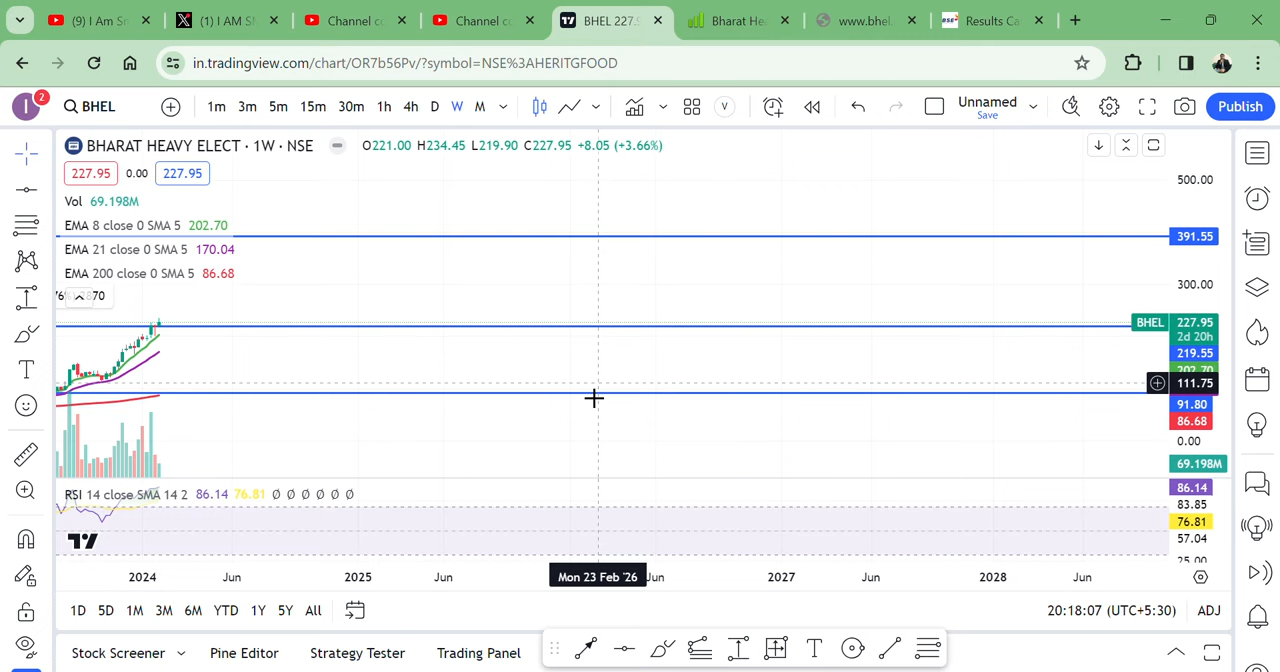 (9) I Am Sm
(1) I AM SM
Channel co
Channel co
BHEL 227.9
Bharat Hea
www.bhel.
BSE Results Ca
in.tradingview.com/chart/OR7b56Pv/?symbol=NSE%3AHERITGFOOD
I 2 BHEL 1m 3m 5m 15m 30m 1h 4h D W M V Unnamed Save Publish
BHARAT HEAVY ELECT · 1W · NSE O221.00 H234.45 L219.90 C227.95 +8.05 (+3.66%)
227.95 0.00 227.95
500.00
Vol 69.198M
EMA 8 close 0 SMA 5 202.70
391.55
EMA 21 closE 0 SMA 5 170.04
EMA 200 close 0 SMA 5 86.68
300.00
BHEL 227.95
2d 20h
219.55
202.70
111.75
91.80
86.68
0.00
69.198M
RSI 14 close SMA 14 2 86.14 76.81 Ø Ø Ø Ø Ø Ø
86.14
83.85
76.81
57.04
25.00
2024 Jun 2025 Jun Mon 23 Feb '26 Jun 2027 Jun 2028 Jun
1D 5D 1M 3M 6M YTD 1Y 5Y All 20:18:07 (UTC+5:30) ADJ
Stock Screener Pine Editor Strategy Tester Trading Panel